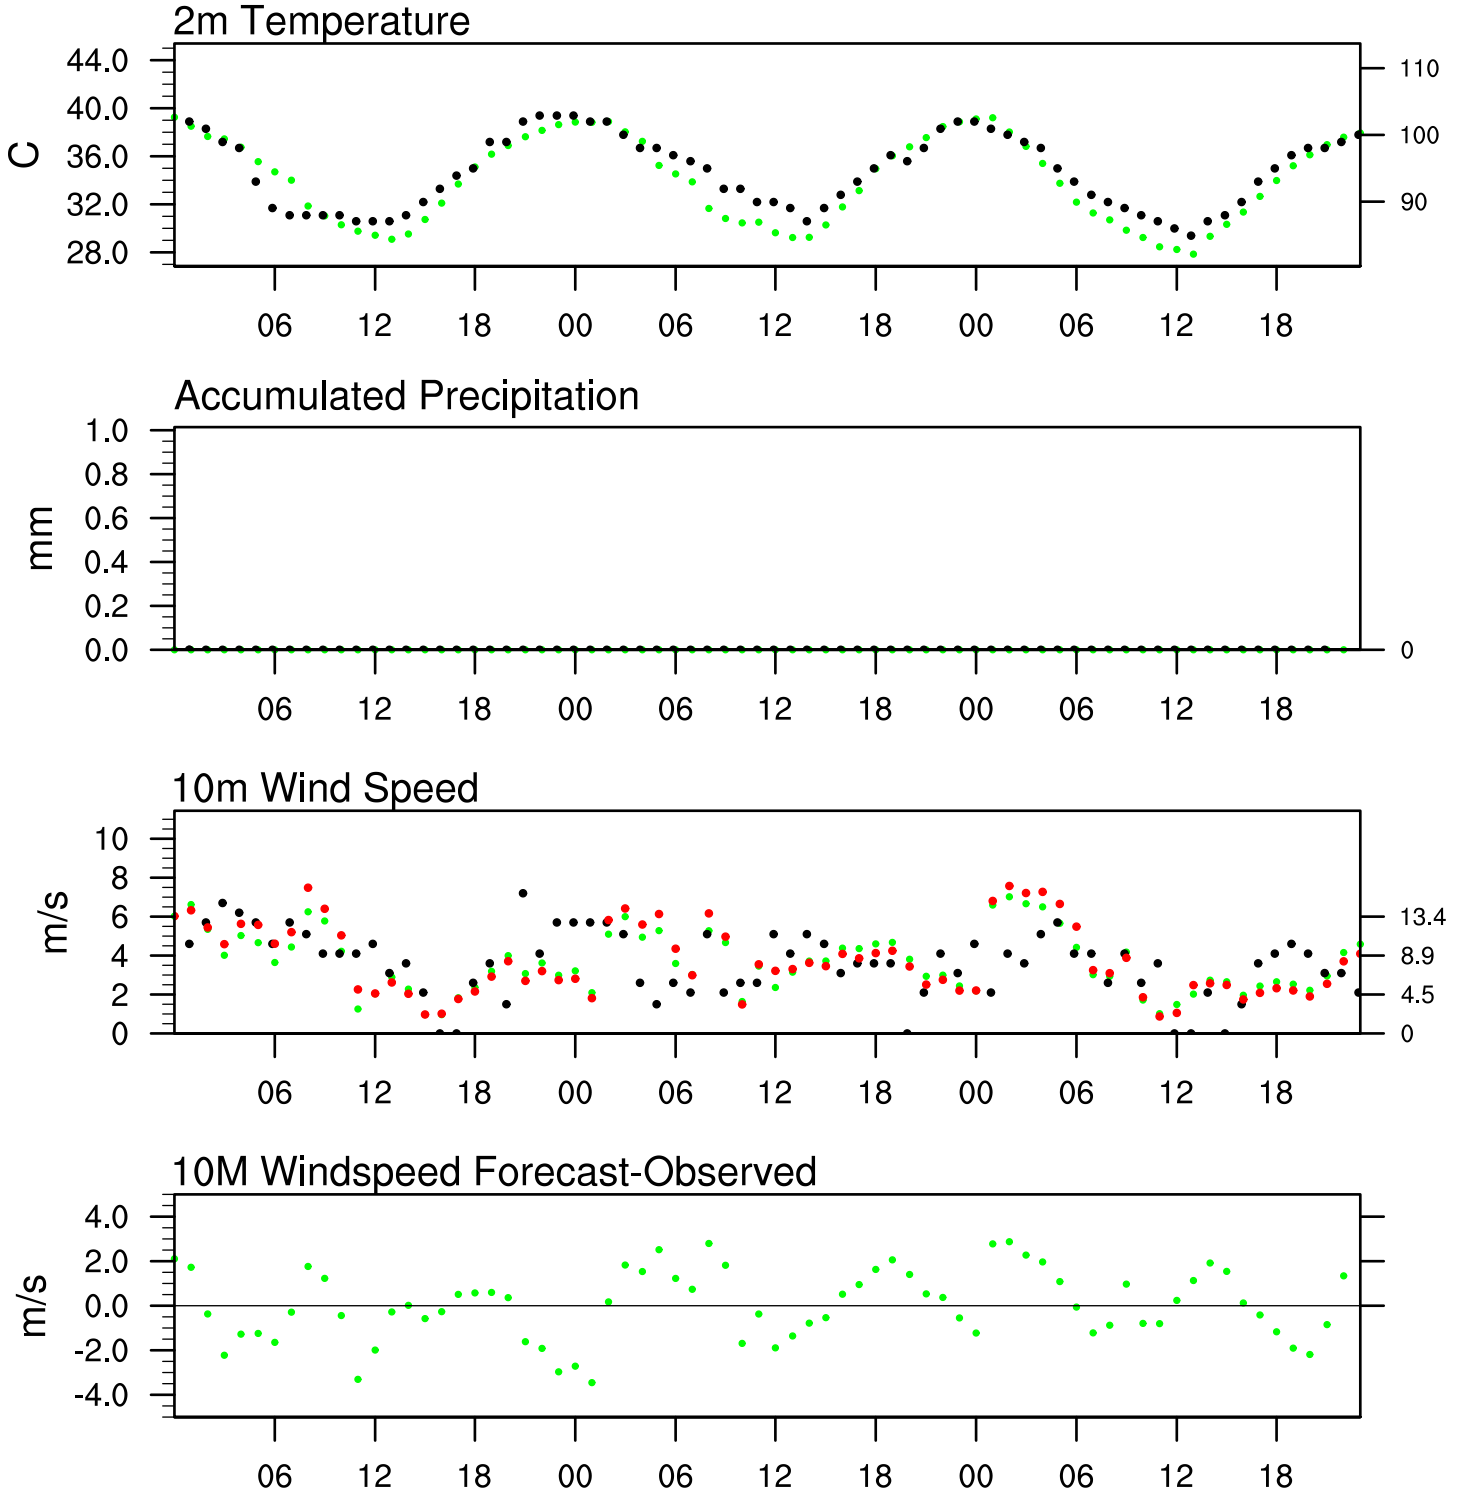 2m Temperature
44.0
110
40.0
100
36.0
C
32.0
90
28.0
06 12 18 00 06 12 18 00 06 12 18
Accumulated Precipitation
1.0
0.8
0.6
mm
0.4
0.2
0.0
0
06 12 18 00 06 12 18 00 06 12 18
10m Wind Speed
10
8
6
13.4
m/s
4
8.9
2
4.5
0
0
06 12 18 00 06 12 18 00 06 12 18
10M Windspeed Forecast-Observed
4.0
2.0
0.0
m/s
-2.0
-4.0
06 12 18 00 06 12 18 00 06 12 18